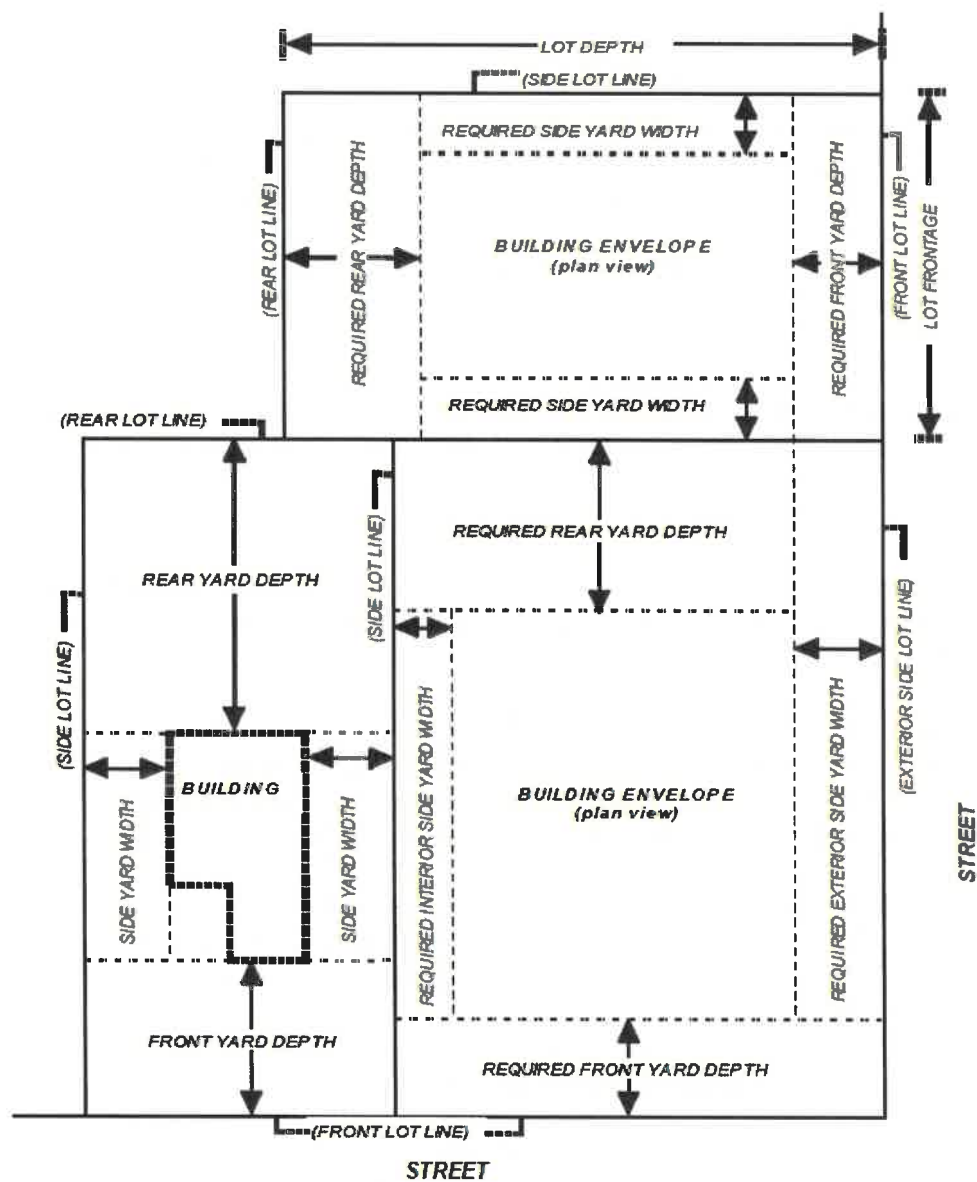 LOT DEPTH
(SIDE LOT LINE)
REQUIRED SIDE YARD WIDTH
(REAR LOT LINE)
REQUIRED REAR YARD DEPTH
BUILDING ENVELOPE
(plan view)
REQUIRED FRONT YARD DEPTH
(FRONT LOT LINE)
LOT FRONTAGE
REQUIRED SIDE YARD WIDTH
(REAR LOT LINE)
(SIDE LOT LINE)
REQUIRED REAR YARD DEPTH
REAR YARD DEPTH
(SIDE LOT LINE)
(EXTERIOR SIDE LOT LINE)
BUILDING
SIDE YARD WIDTH
SIDE YARD WIDTH
REQUIRED INTERIOR SIDE YARD WIDTH
BUILDING ENVELOPE
(plan view)
REQUIRED EXTERIOR SIDE YARD WIDTH
STREET
FRONT YARD DEPTH
REQUIRED FRONT YARD DEPTH
(FRONT LOT LINE)
STREET